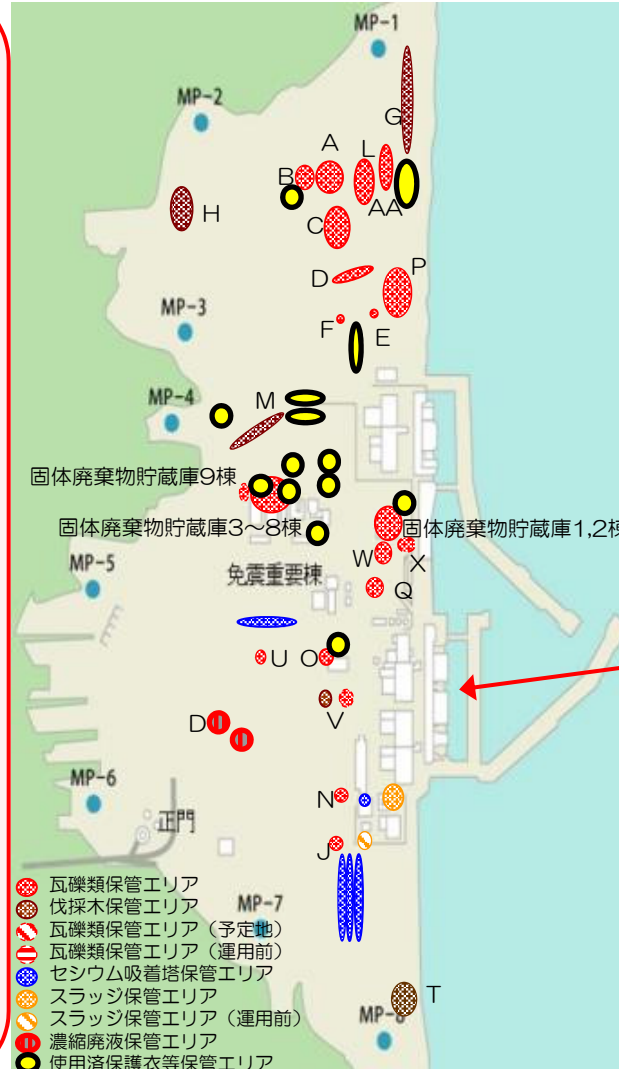 MP-1
MP-2
G
A
L
B
AA
H
C
P
D
MP-3
F
E
MP-4
M
固体廃棄物貯蔵庫9棟
固体廃棄物貯蔵庫3～8棟
固体廃棄物貯蔵庫1,2棟
W
X
MP-5
免震重要棟
Q
U
O
V
D
MP-6
N
正門
J
瓦礫類保管エリア
伐採木保管エリア
MP-7
瓦礫類保管エリア（予定地）
瓦礫類保管エリア（運用前）
セシウム吸着塔保管エリア
スラッジ保管エリア
T
スラッジ保管エリア（運用前）
MP-8
濃縮廃液保管エリア
使用済保護衣等保管エリア